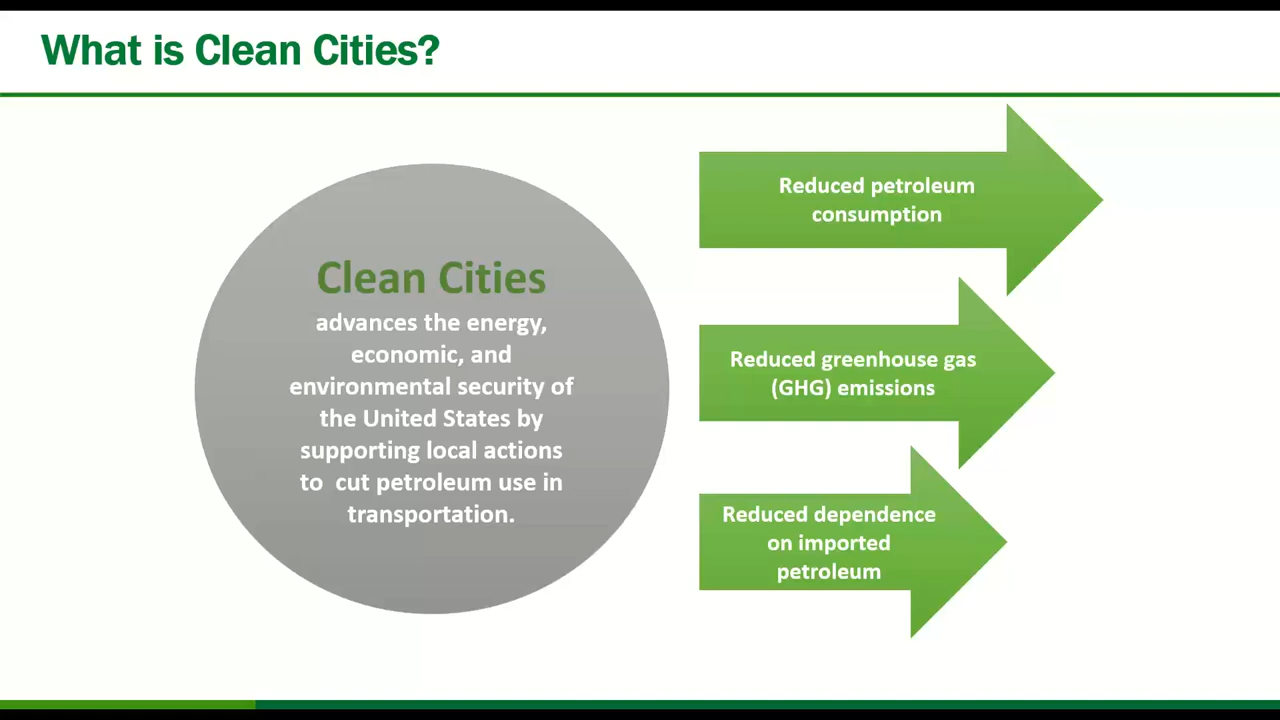 What is Clean Cities?
Clean Cities
advances the energy,
economic, and
environmental security of
the United States by
supporting local actions
to  cut petroleum use in
transportation.
Reduced petroleum
consumption
Reduced greenhouse gas
(GHG) emissions
Reduced dependence
on imported
petroleum